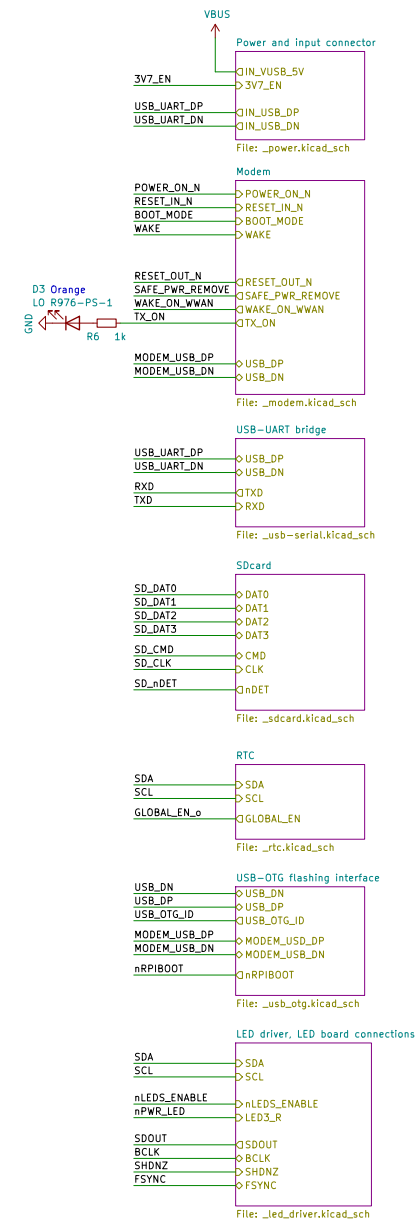 VBUS
Power and input connector
IN_VUSB_5V
3V7_EN 3V7_EN
USB_UART_DP IN_USB_DP
USB_UART_DN IN_USB_DN
File: _power.kicad_sch
Modem
POWER_ON_N POWER_ON_N
RESET_IN_N RESET_IN_N
BOOT_MODE BOOT_MODE
WAKE WAKE
RESET_OUT_N RESET_OUT_N
SAFE_PWR_REMOVE SAFE_PWR_REMOVE
WAKE_ON_WWAN WAKE_ON_WWAN
TX_ON TX_ON
D3 Orange
LO R976-PS-1
GND
R6 1k
MODEM_USB_DP USB_DP
MODEM_USB_DN USB_DN
File: _modem.kicad_sch
USB-UART bridge
USB_UART_DP USB_DP
USB_UART_DN USB_DN
RXD TXD
TXD RXD
File: _usb-serial.kicad_sch
SDcard
SD_DAT0 DAT0
SD_DAT1 DAT1
SD_DAT2 DAT2
SD_DAT3 DAT3
SD_CMD CMD
SD_CLK CLK
SD_nDET nDET
File: _sdcard.kicad_sch
RTC
SDA SDA
SCL SCL
GLOBAL_EN_o GLOBAL_EN
File: _rtc.kicad_sch
USB-OTG flashing interface
USB_DN USB_DN
USB_DP USB_DP
USB_OTG_ID USB_OTG_ID
MODEM_USB_DP MODEM_USD_DP
MODEM_USB_DN MODEM_USB_DN
nRPIBOOT nRPIBOOT
File: _usb_otg.kicad_sch
LED driver, LED board connections
SDA SDA
SCL SCL
nLEDS_ENABLE nLEDS_ENABLE
nPWR_LED LED3_R
SDOUT SDOUT
BCLK BCLK
SHDNZ SHDNZ
FSYNC FSYNC
File: _led_driver.kicad_sch